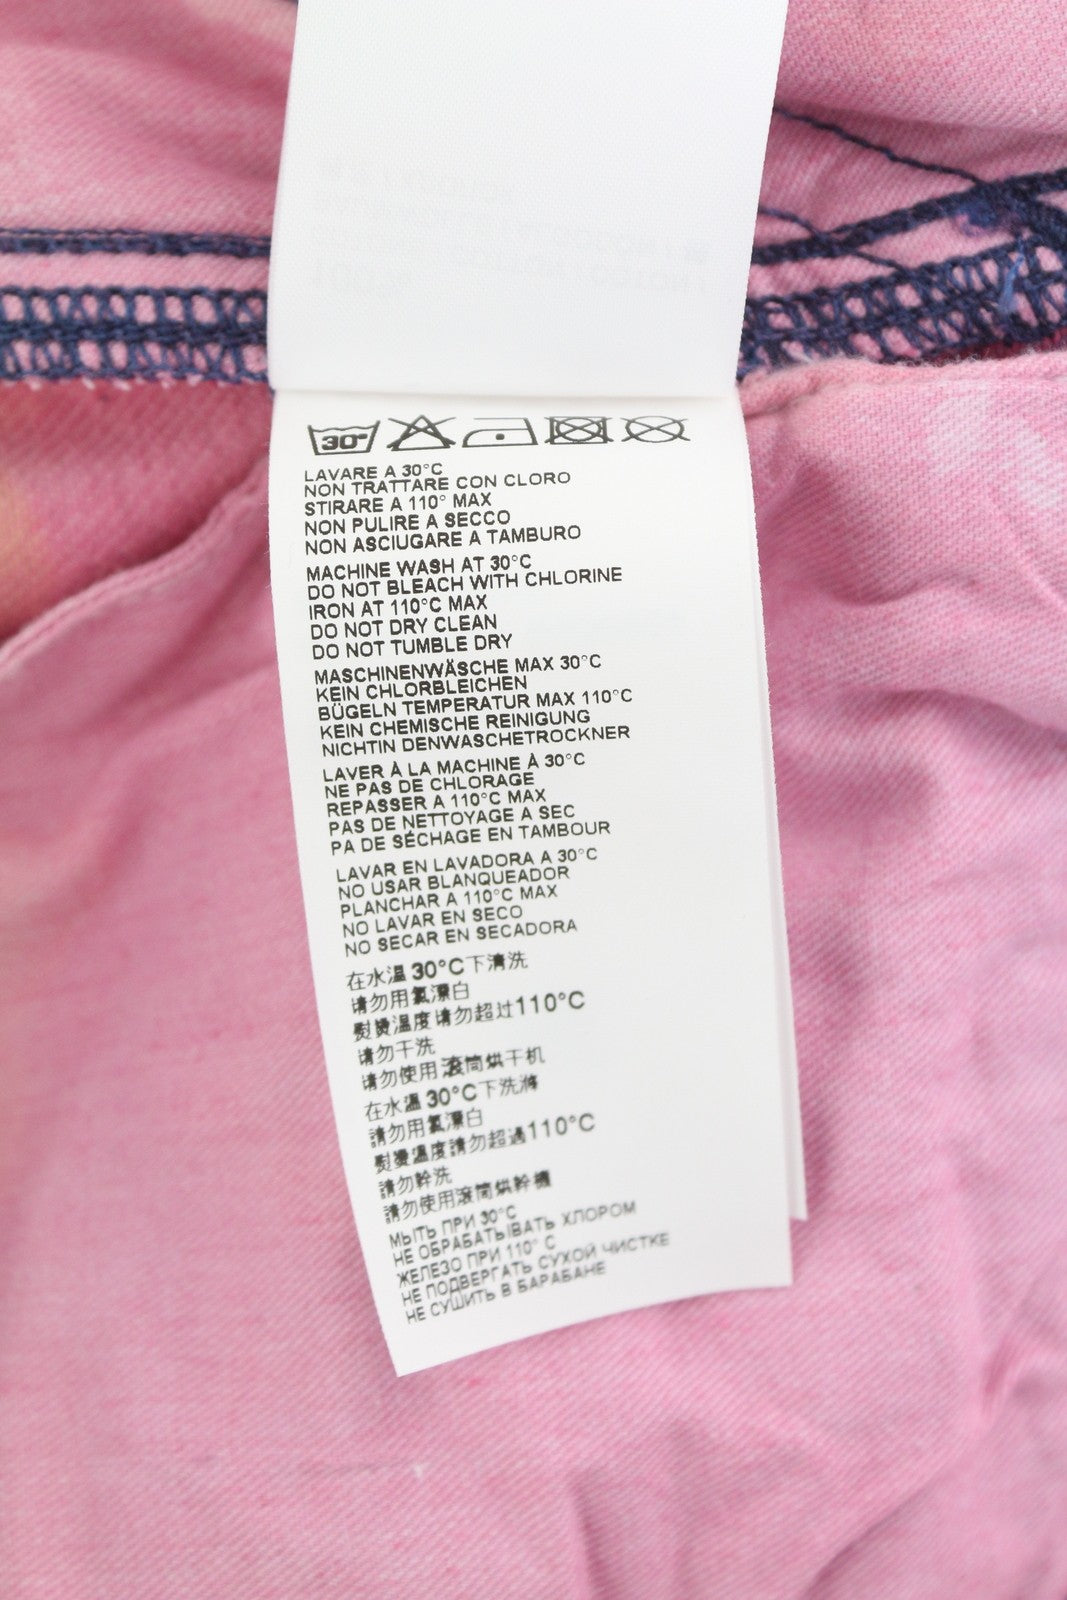 30°
LAVARE A 30°C
NON TRATTARE CON CLORO
STIRARE A 110° MAX
NON PULIRE A SECCO
NON ASCIUGARE A TAMBURO
MACHINE WASH AT 30°C
DO NOT BLEACH WITH CHLORINE
IRON AT 110°C MAX
DO NOT DRY CLEAN
DO NOT TUMBLE DRY
MASCHINENWÄSCHE MAX 30°C
KEIN CHLORBLEICHEN
BÜGELN TEMPERATUR MAX 110°C
KEIN CHEMISCHE REINIGUNG
NICHTIN DENWASCHETROCKNER
LAVER À LA MACHINE À 30°C
NE PAS DE CHLORAGE
REPASSER A 110°C MAX
PAS DE NETTOYAGE A SEC
PA DE SÉCHAGE EN TAMBOUR
LAVAR EN LAVADORA A 30°C
NO USAR BLANQUEADOR
PLANCHAR A 110°C MAX
NO LAVAR EN SECO
NO SECAR EN SECADORA
在水温30°C下清洗
请勿用氯漂白
熨烫温度请勿超过110°C
请勿干洗
请勿使用滚筒烘干机
在水溫30°C下洗滌
請勿用氯漂白
熨燙溫度請勿超過110°C
請勿幹洗
請勿使用滾筒烘幹機
МЫТЬ ПРИ 30°C
НЕ ОБРАБАТЫВАТЬ ХЛОРОМ
ЖЕЛЕЗО ПРИ 110° C
НЕ ПОДВЕРГАТЬ СУХОЙ ЧИСТКЕ
НЕ СУШИТЬ В БАРАБАНЕ